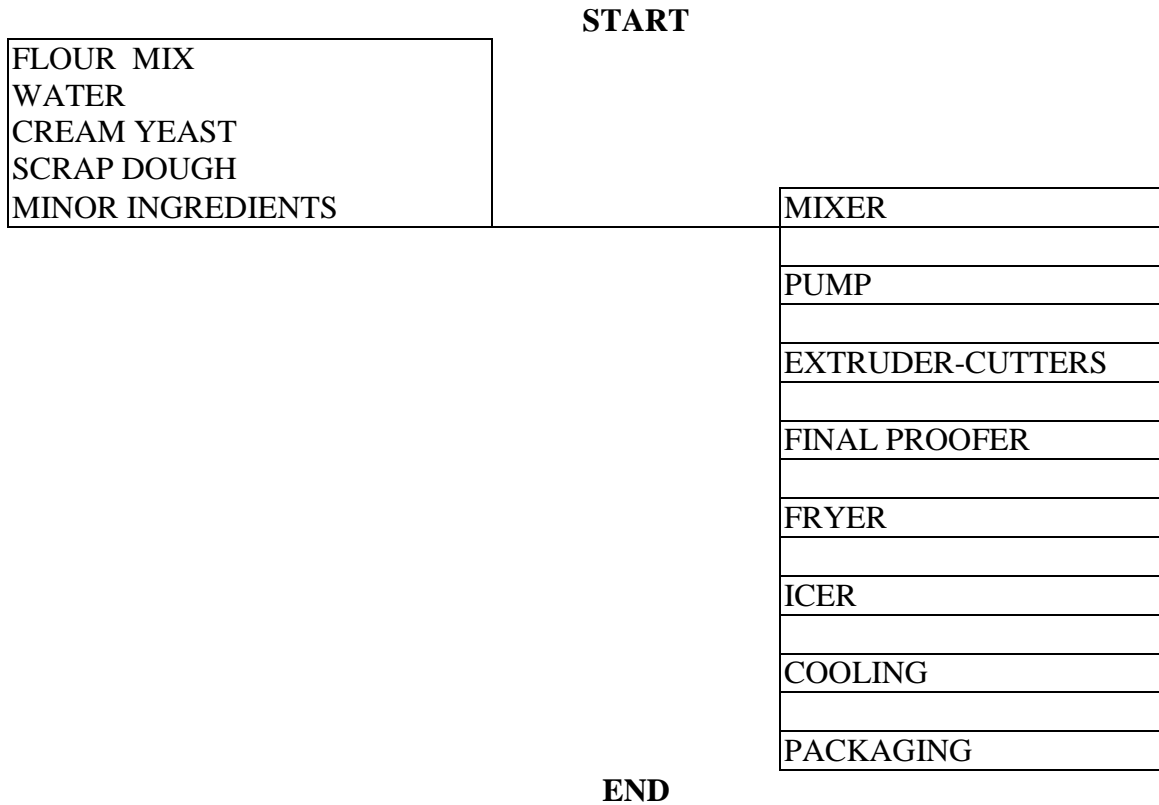 START
FLOUR MIX
WATER
CREAM YEAST
SCRAP DOUGH
MINOR INGREDIENTS
MIXER
PUMP
EXTRUDER-CUTTERS
FINAL PROOFER
FRYER
ICER
COOLING
PACKAGING
END